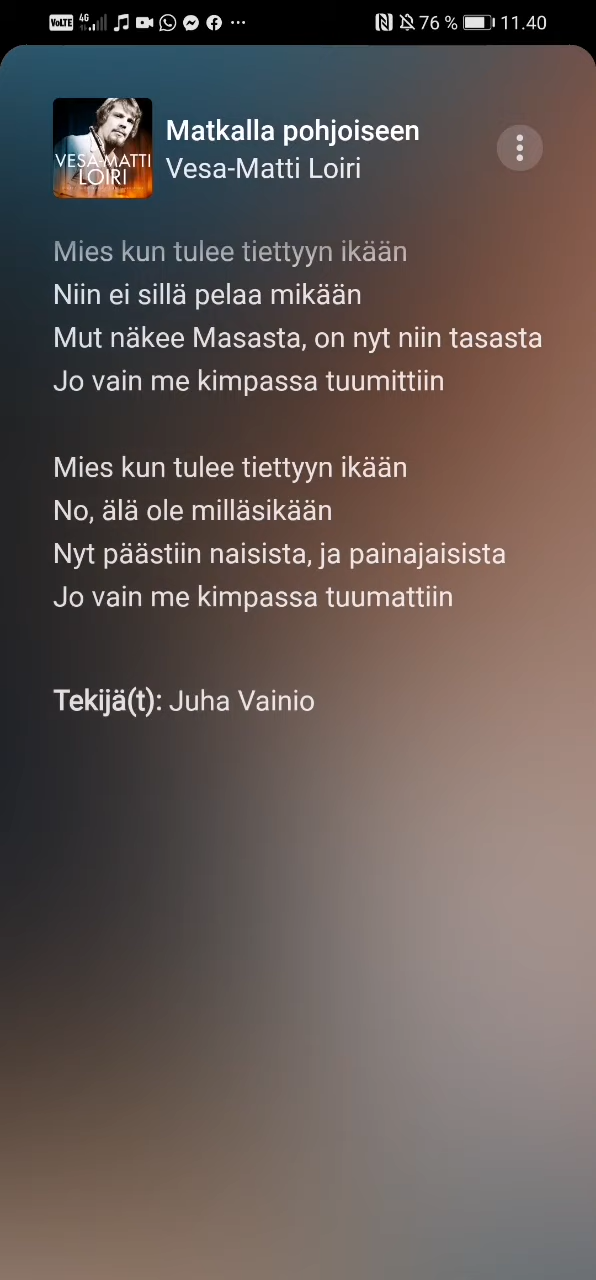 VoLTE 4G 76 % 11.40
VESA-MATTI
LOIRI
Matkalla pohjoiseen
Vesa-Matti Loiri
Mies kun tulee tiettyyn ikään
Niin ei sillä pelaa mikään
Mut näkee Masasta, on nyt niin tasasta
Jo vain me kimpassa tuumittiin
Mies kun tulee tiettyyn ikään
No, älä ole milläsikään
Nyt päästiin naisista, ja painajaisista
Jo vain me kimpassa tuumattiin
Tekijä(t): Juha Vainio